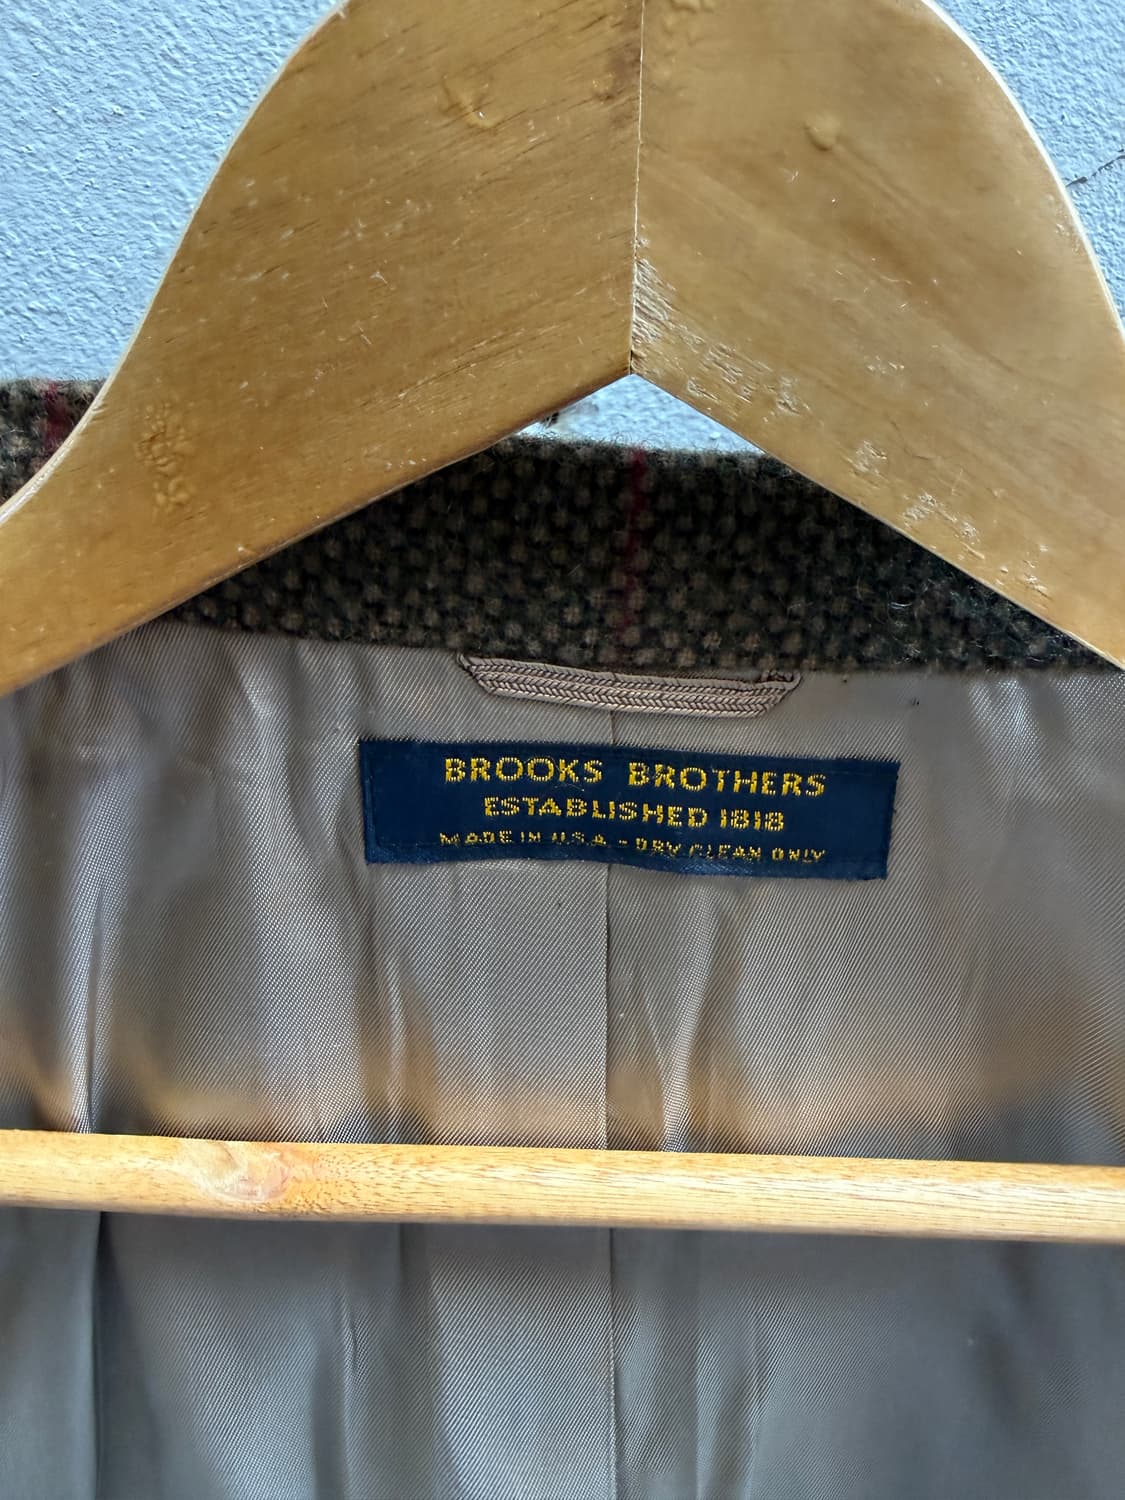 BROOKS BROTHERS
ESTABLISHED 1818
MADE IN U.S.A - DRY CLEAN ONLY